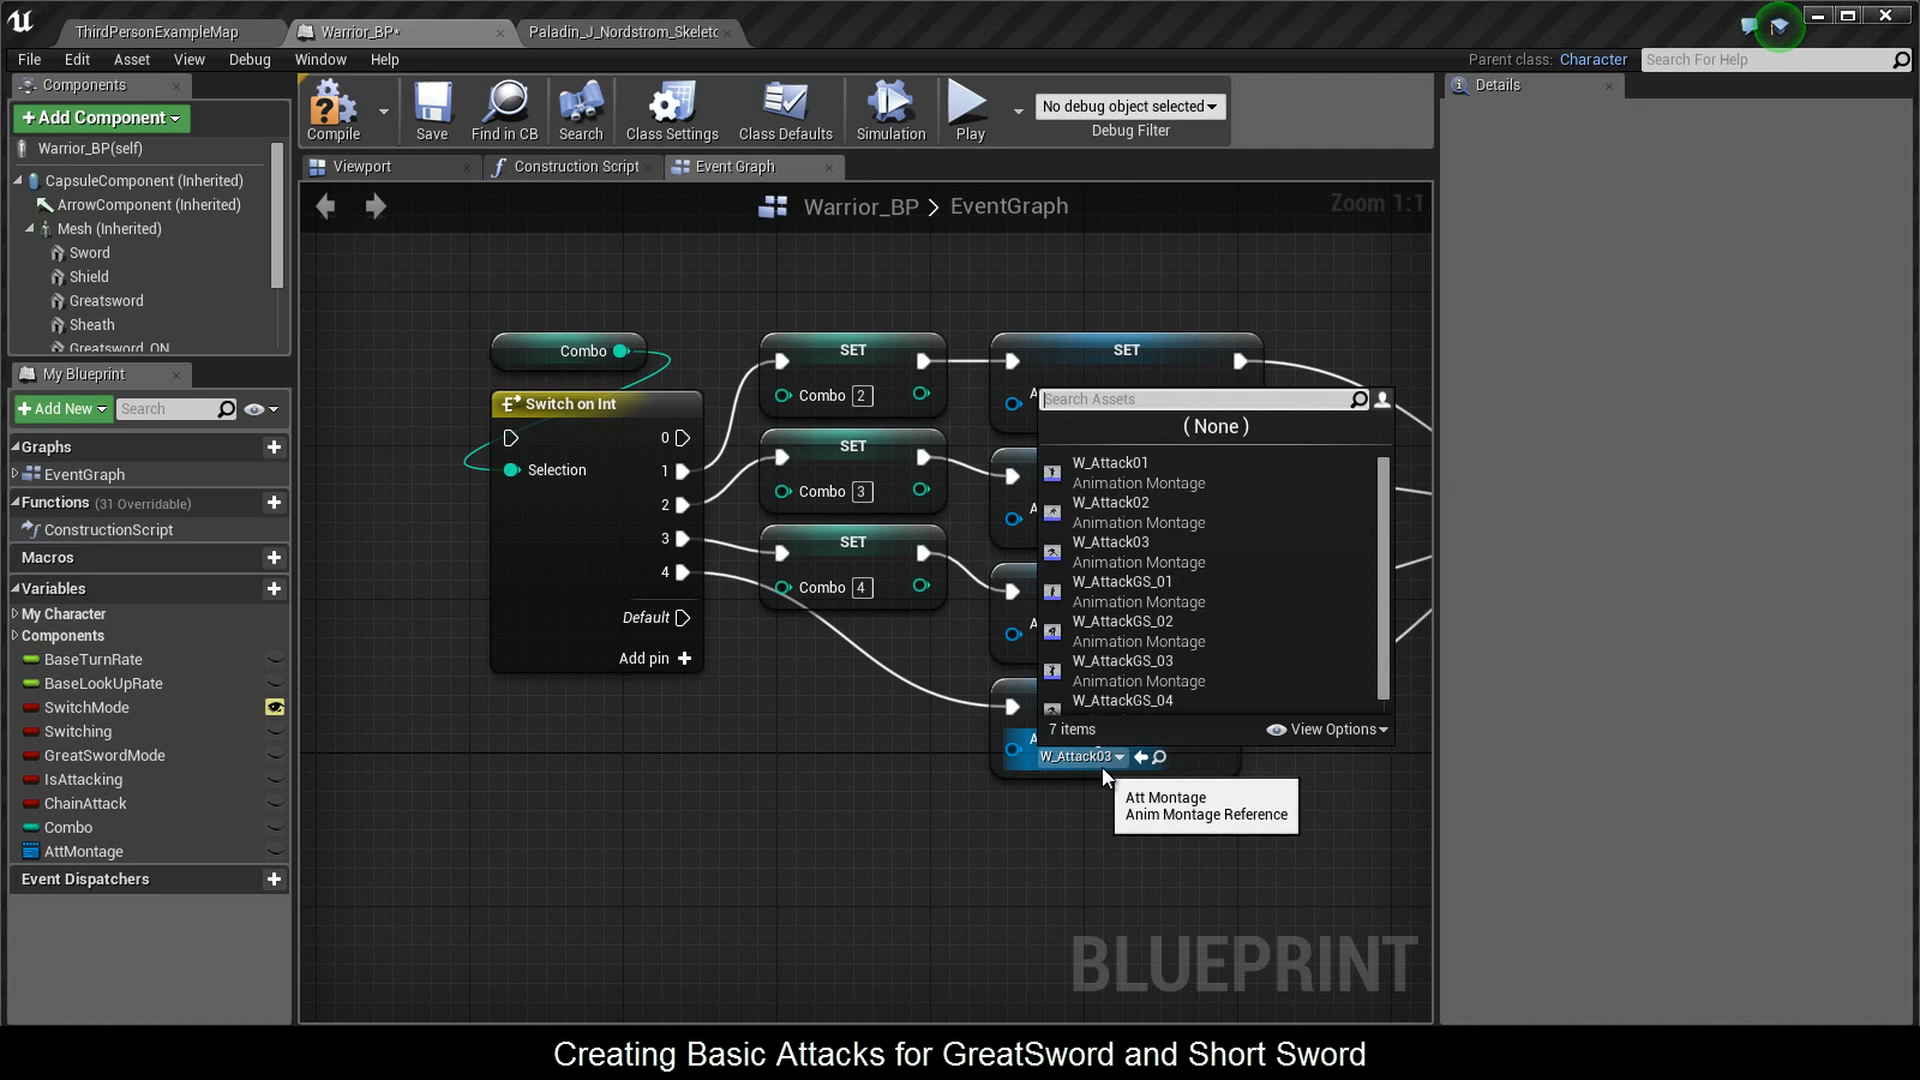 ThirdPersonExampleMap
Warrior_BP*
Paladin_J_Nordstrom_Skeletc
File Edit Asset View Debug Window Help
Parent class: Character
Search For Help
Components
+Add Component
Warrior_BP(self)
CapsuleComponent (Inherited)
ArrowComponent (Inherited)
Mesh (Inherited)
Sword
Shield
Greatsword
Sheath
Greatsword_ON
Compile
Save
Find in CB
Search
Class Settings
Class Defaults
Simulation
Play
No debug object selected
Debug Filter
Details
Viewport
Construction Script
Event Graph
Warrior_BP > EventGraph
Zoom 1:1
My Blueprint
+Add New
Search
Graphs
EventGraph
Functions (31 Overridable)
ConstructionScript
Macros
Variables
My Character
Components
BaseTurnRate
BaseLookUpRate
SwitchMode
Switching
GreatSwordMode
IsAttacking
ChainAttack
Combo
AttMontage
Event Dispatchers
Combo
Switch on Int
Selection
0
1
2
3
4
Default
Add pin
SET
Combo 2
SET
Combo 3
SET
Combo 4
SET
A
A
A
A
Search Assets
( None )
W_Attack01
Animation Montage
W_Attack02
Animation Montage
W_Attack03
Animation Montage
W_AttackGS_01
Animation Montage
W_AttackGS_02
Animation Montage
W_AttackGS_03
Animation Montage
W_AttackGS_04
7 items
View Options
W_Attack03
Att Montage
Anim Montage Reference
BLUEPRINT
Creating Basic Attacks for GreatSword and Short Sword